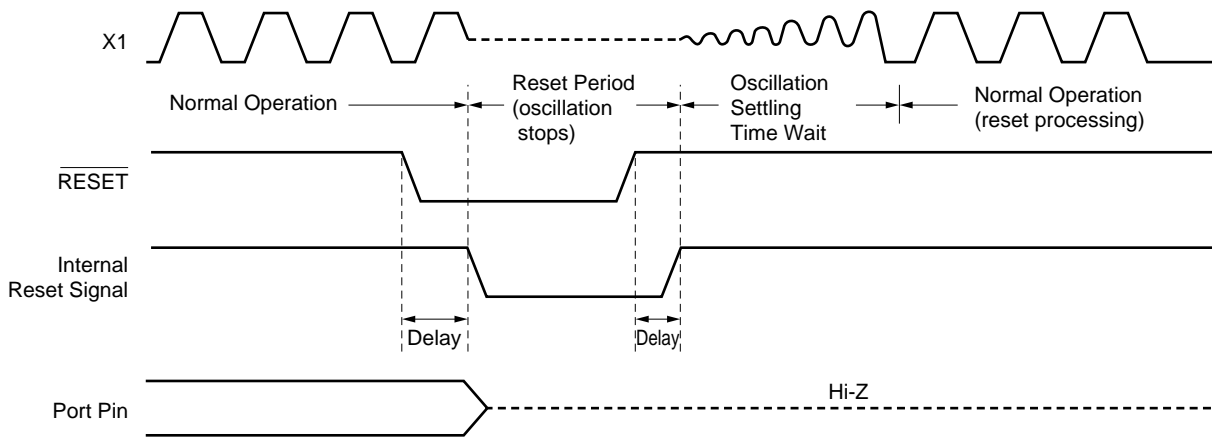 X1
Normal Operation
Reset Period
(oscillation
stops)
Oscillation
Settling
Time Wait
Normal Operation
(reset processing)
RESET
Internal
Reset Signal
Delay
Delay
Port Pin
Hi-Z